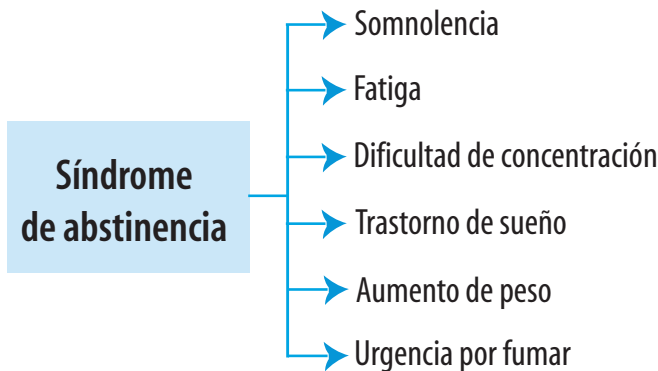 Síndrome
de abstinencia
Somnolencia
Fatiga
Dificultad de concentración
Trastorno de sueño
Aumento de peso
Urgencia por fumar